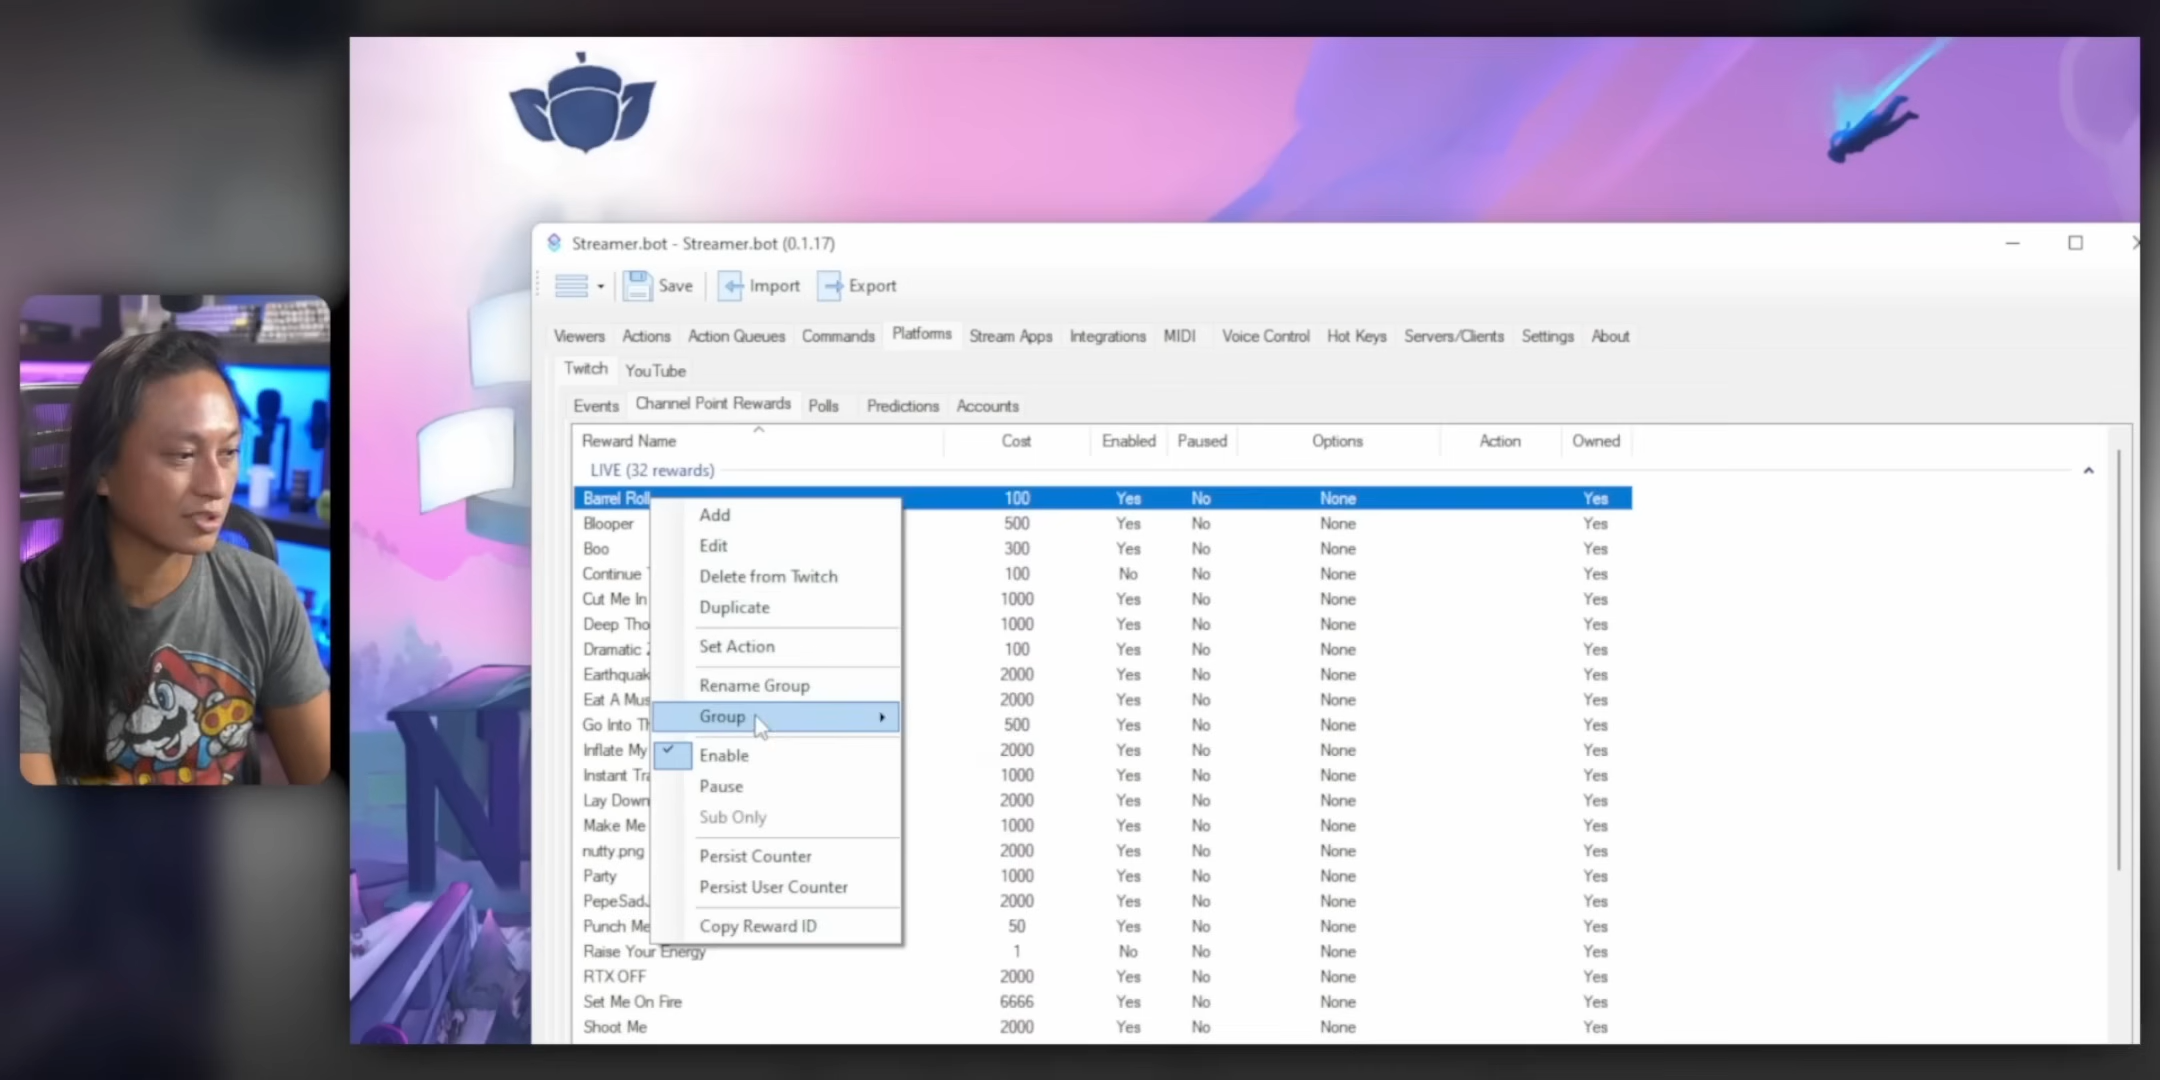 Streamer.bot - Streamer.bot (0.1.17)
Save Import Export
Viewers Actions Action Queues Commands Platforms Stream Apps Integrations MIDI Voice Control Hot Keys Servers/Clients Settings About
Twitch YouTube
Events Channel Point Rewards Polls Predictions Accounts
Reward Name Cost Enabled Paused Options Action Owned
LIVE (32 rewards)
Barrel Roll 100 Yes No None Yes
Blooper 500 Yes No None Yes
Boo 300 Yes No None Yes
Continue 100 No No None Yes
Cut Me In 1000 Yes No None Yes
Deep Tho 1000 Yes No None Yes
Dramatic 100 Yes No None Yes
Earthquak 2000 Yes No None Yes
Eat A Mus 2000 Yes No None Yes
Go Into Th 500 Yes No None Yes
Inflate My 2000 Yes No None Yes
Instant Tra 1000 Yes No None Yes
Lay Down 2000 Yes No None Yes
Make Me 1000 Yes No None Yes
nutty.png 2000 Yes No None Yes
Party 1000 Yes No None Yes
PepeSadJ 2000 Yes No None Yes
Punch Me 50 Yes No None Yes
Raise Your Energy 1 No No None Yes
RTX OFF 2000 Yes No None Yes
Set Me On Fire 6666 Yes No None Yes
Shoot Me 2000 Yes No None Yes
Add
Edit
Delete from Twitch
Duplicate
Set Action
Rename Group
Group
Enable
Pause
Sub Only
Persist Counter
Persist User Counter
Copy Reward ID